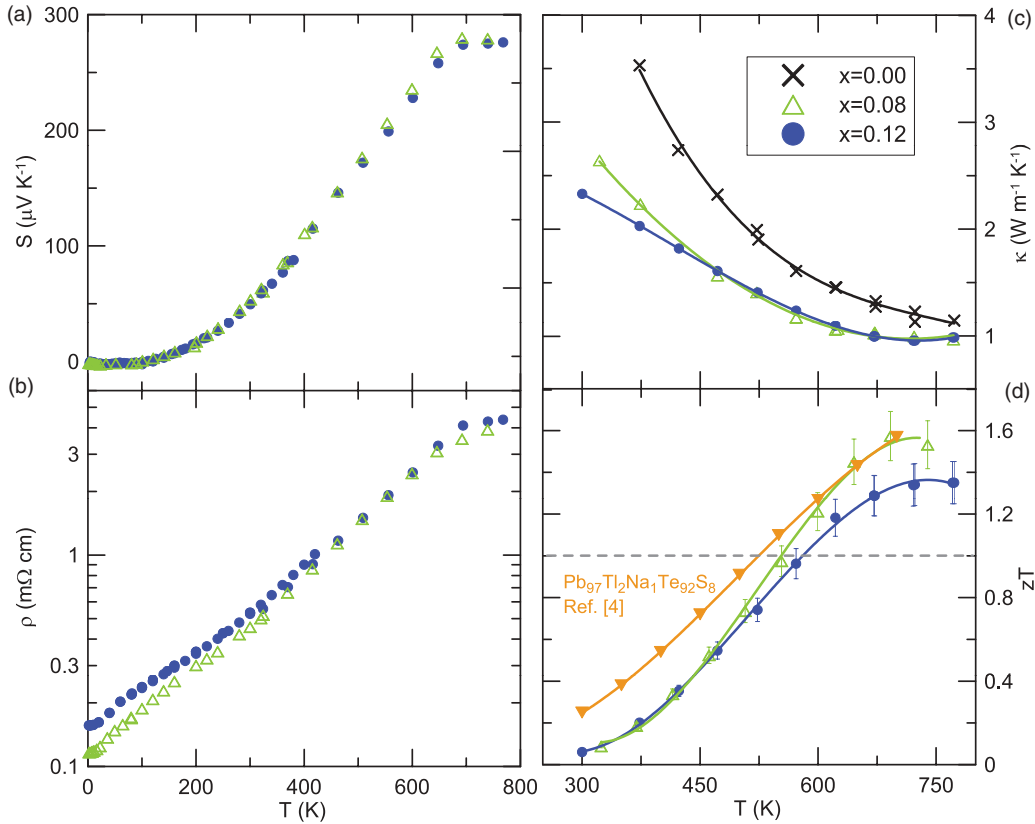 (a)
300
200
100
0
S (μV K⁻¹)
(b)
3
1
0.3
0.1
ρ (mΩ cm)
0
200
400
600
800
T (K)
(c)
x=0.00
x=0.08
x=0.12
4
3
2
1
κ (W m⁻¹ K⁻¹)
(d)
1.6
1.2
0.8
0.4
0
zT
Pb₉₇Tl₂Na₁Te₉₂S₈
Ref. [4]
300
450
600
750
T (K)